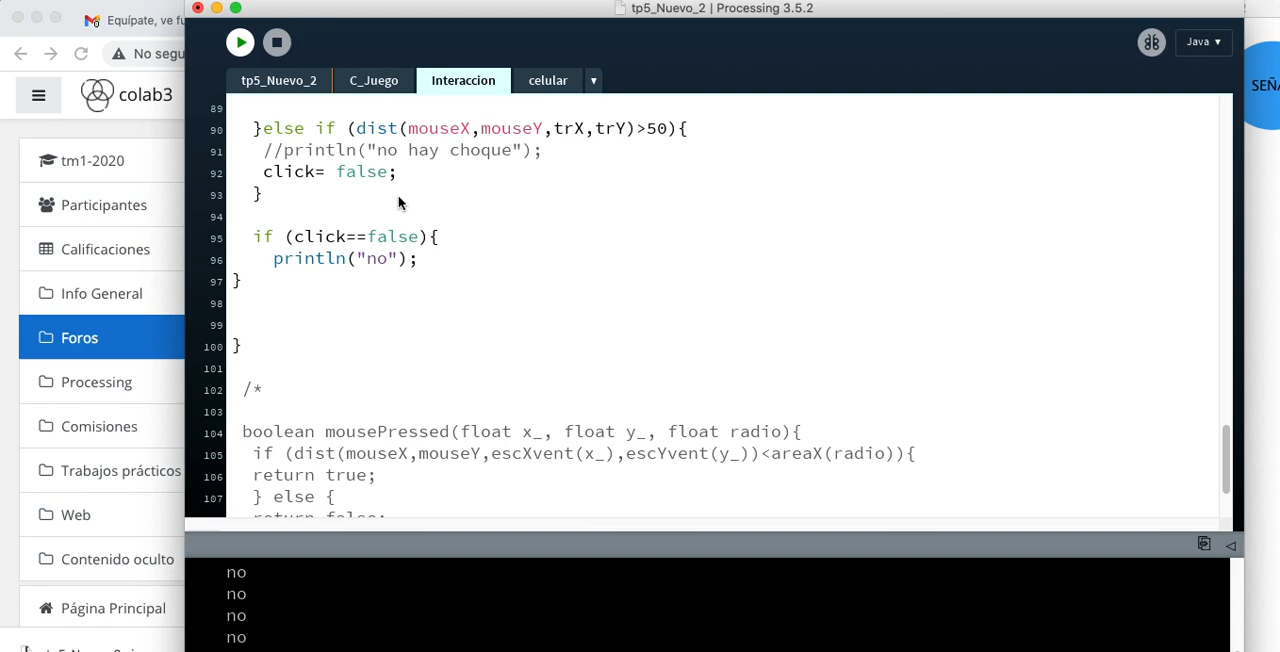 Equípate, ve fu
tp5_Nuevo_2 | Processing 3.5.2
No segu
Java ▾
SEÑA
colab3
tp5_Nuevo_2 C_Juego Interaccion celular ▾
tm1-2020
Participantes
Calificaciones
Info General
Foros
Processing
Comisiones
Trabajos prácticos
Web
Contenido oculto
Página Principal
89
90 }else if (dist(mouseX,mouseY,trX,trY)>50){
91 //println("no hay choque");
92 click= false;
93 }
94
95 if (click==false){
96 println("no");
97 }
98
99
100 }
101
102 /*
103
104 boolean mousePressed(float x_, float y_, float radio){
105 if (dist(mouseX,mouseY,escXvent(x_),escYvent(y_))<areaX(radio)){
106 return true;
107 } else {
return false;
no
no
no
no